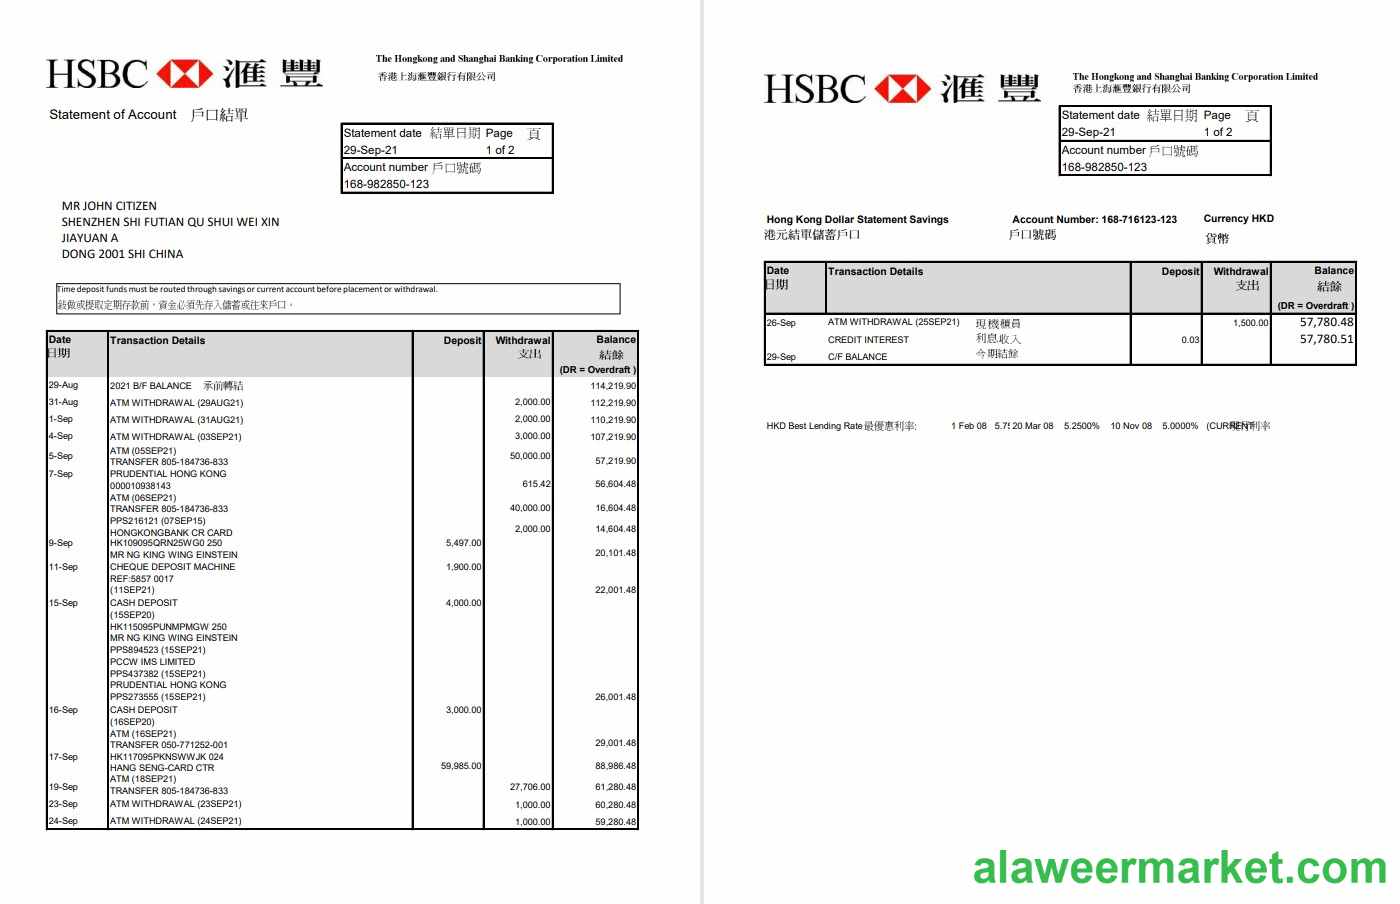 HSBC 滙豐
The Hongkong and Shanghai Banking Corporation Limited
香港上海滙豐銀行有限公司
Statement of Account 戶口結單
Statement date 結單日期 Page 頁
29-Sep-21 1 of 2
Account number 戶口號碼
168-982850-123
MR JOHN CITIZEN
SHENZHEN SHI FUTIAN QU SHUI WEI XIN
JIAYUAN A
DONG 2001 SHI CHINA
Time deposit funds must be routed through savings or current account before placement or withdrawal.
敍做或提取定期存款前，資金必須先存入儲蓄或往來戶口。
Date Transaction Details Deposit Withdrawal Balance
日期 支出 結餘
(DR = Overdraft )
29-Aug 2021 B/F BALANCE 承前轉結 114,219.90
31-Aug ATM WITHDRAWAL (29AUG21) 2,000.00 112,219.90
1-Sep ATM WITHDRAWAL (31AUG21) 2,000.00 110,219.90
4-Sep ATM WITHDRAWAL (03SEP21) 3,000.00 107,219.90
5-Sep ATM (05SEP21) 50,000.00
TRANSFER 805-184736-833 57,219.90
7-Sep PRUDENTIAL HONG KONG
000010938143 615.42 56,604.48
ATM (06SEP21)
TRANSFER 805-184736-833 40,000.00 16,604.48
PPS216121 (07SEP15)
HONGKONGBANK CR CARD 2,000.00 14,604.48
9-Sep HK109095QRN25WG0 250 5,497.00
MR NG KING WING EINSTEIN 20,101.48
11-Sep CHEQUE DEPOSIT MACHINE 1,900.00
REF:5857 0017
(11SEP21) 22,001.48
15-Sep CASH DEPOSIT 4,000.00
(15SEP20)
HK115095PUNMPMGW 250
MR NG KING WING EINSTEIN
PPS894523 (15SEP21)
PCCW IMS LIMITED
PPS437382 (15SEP21)
PRUDENTIAL HONG KONG
PPS273555 (15SEP21) 26,001.48
16-Sep CASH DEPOSIT 3,000.00
(16SEP20)
ATM (16SEP21)
TRANSFER 050-771252-001 29,001.48
17-Sep HK117095PKNSWWJK 024
HANG SENG-CARD CTR 59,985.00 88,986.48
ATM (18SEP21)
19-Sep TRANSFER 805-184736-833 27,706.00 61,280.48
23-Sep ATM WITHDRAWAL (23SEP21) 1,000.00 60,280.48
24-Sep ATM WITHDRAWAL (24SEP21) 1,000.00 59,280.48
HSBC 滙豐
The Hongkong and Shanghai Banking Corporation Limited
香港上海滙豐銀行有限公司
Statement date 結單日期 Page 頁
29-Sep-21 1 of 2
Account number 戶口號碼
168-982850-123
Hong Kong Dollar Statement Savings Account Number: 168-716123-123 Currency HKD
港元結單儲蓄戶口 戶口號碼 貨幣
Date Transaction Details Deposit Withdrawal Balance
日期 支出 結餘
(DR = Overdraft )
26-Sep ATM WITHDRAWAL (25SEP21) 現機櫃員 1,500.00 57,780.48
CREDIT INTEREST 利息收入 0.03 57,780.51
29-Sep C/F BALANCE 今期結餘
HKD Best Lending Rate最優惠利率: 1 Feb 08 5.7 20 Mar 08 5.2500% 10 Nov 08 5.0000% (CURRENT 利率
alaweermarket.com